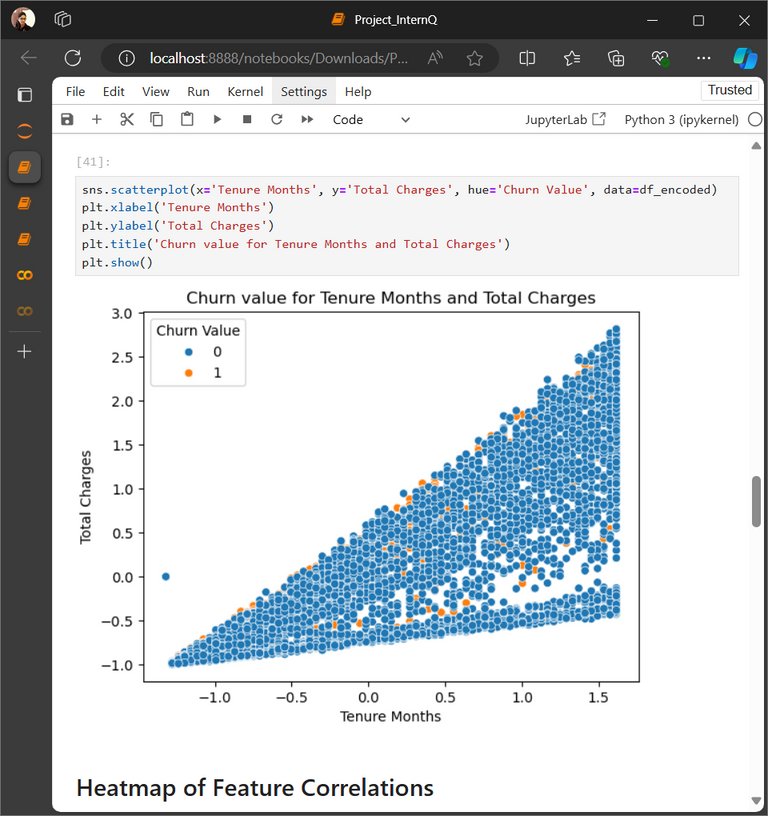 Project_InternQ
localhost:8888/notebooks/Downloads/P...
File Edit View Run Kernel Settings Help Trusted
Code JupyterLab Python 3 (ipykernel)
[41]:
sns.scatterplot(x='Tenure Months', y='Total Charges', hue='Churn Value', data=df_encoded)
plt.xlabel('Tenure Months')
plt.ylabel('Total Charges')
plt.title('Churn value for Tenure Months and Total Charges')
plt.show()
Churn value for Tenure Months and Total Charges
Churn Value
0
1
3.0
2.5
2.0
1.5
1.0
0.5
0.0
−0.5
−1.0
Total Charges
−1.0 −0.5 0.0 0.5 1.0 1.5
Tenure Months
Heatmap of Feature Correlations